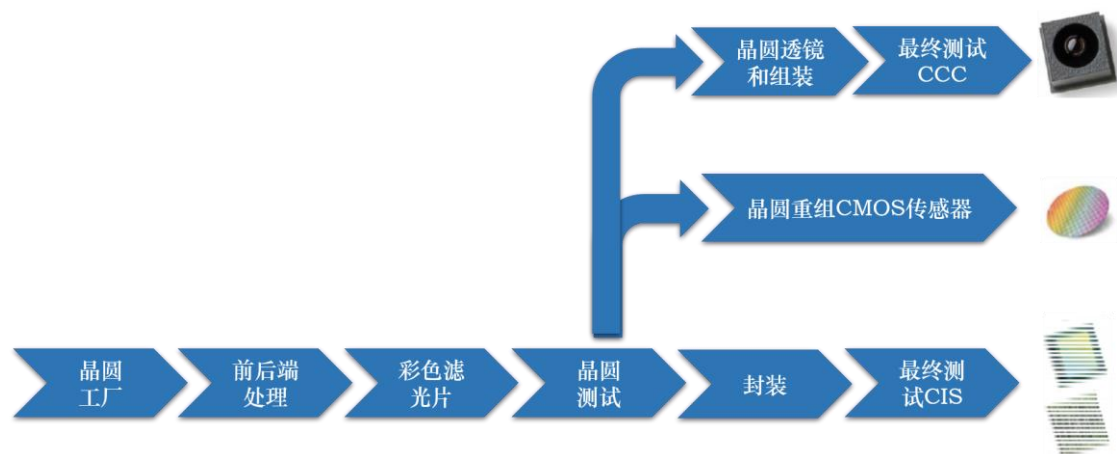 晶圆透镜
和组装
最终测试
CCC
晶圆重组CMOS传感器
晶圆
工厂
前后端
处理
彩色滤
光片
晶圆
测试
封装
最终测
试CIS